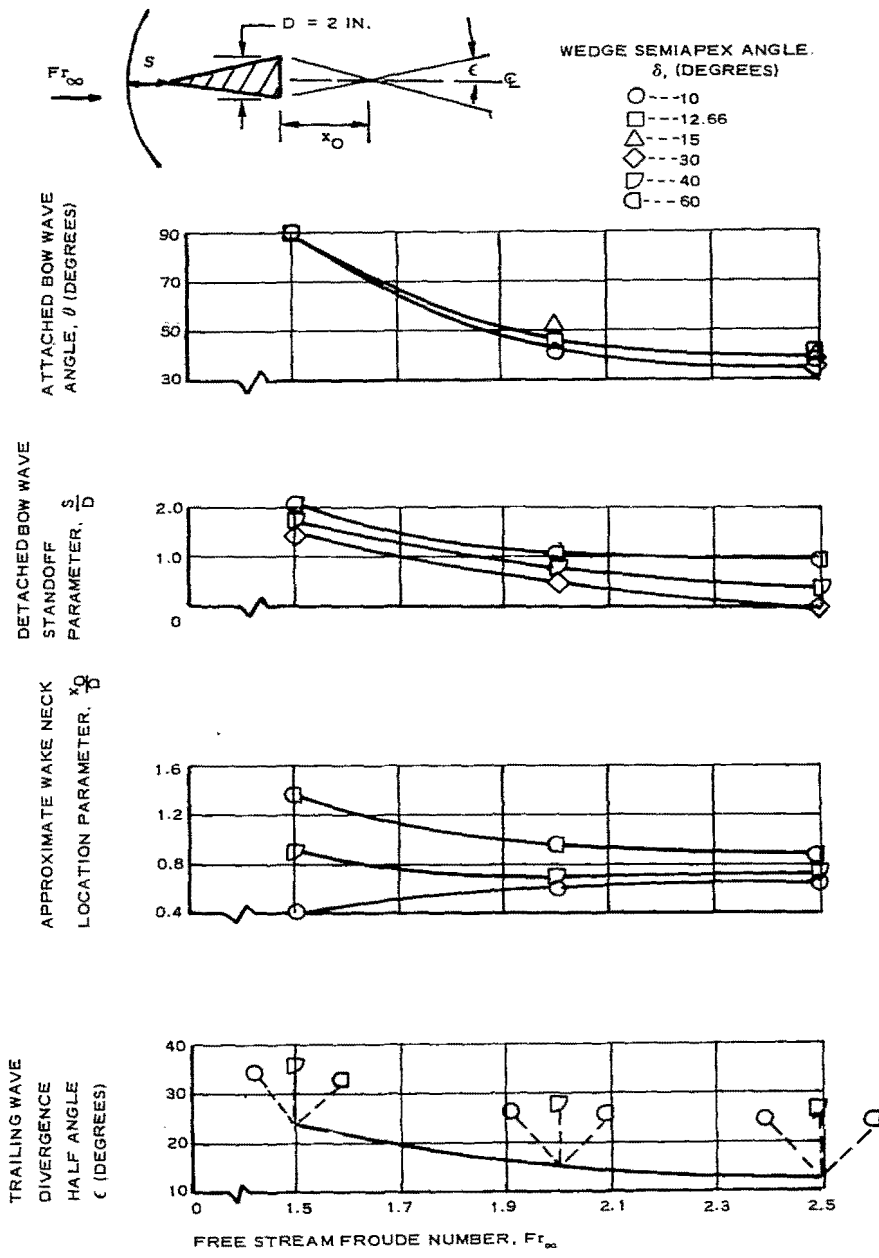 D = 2 IN.
S
Fr∞
ϵ
℄
x_O
WEDGE SEMIAPEX ANGLE.
δ, (DEGREES)
---10
---12.66
---15
---30
---40
---60
ATTACHED BOW WAVE
ANGLE, θ (DEGREES)
90
70
50
30
DETACHED BOW WAVE
STANDOFF
PARAMETER, S/D
2.0
1.0
0
APPROXIMATE WAKE NECK
LOCATION PARAMETER, x_O/D
1.6
1.2
0.8
0.4
TRAILING WAVE
DIVERGENCE
HALF ANGLE
ϵ (DEGREES)
40
30
20
10
0 1.5 1.7 1.9 2.1 2.3 2.5
FREE STREAM FROUDE NUMBER, Fr∞